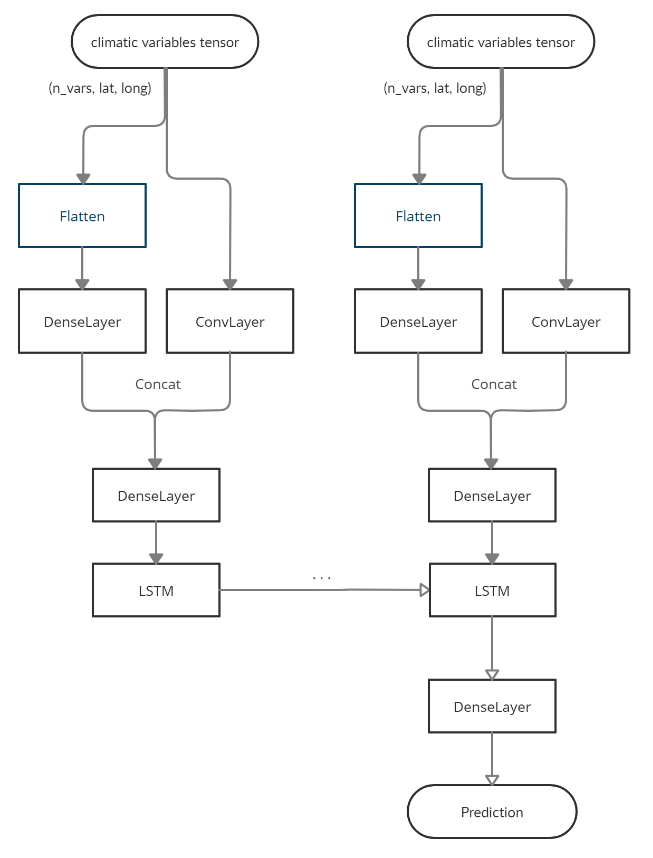 climatic variables tensor
climatic variables tensor
(n_vars, lat, long)
(n_vars, lat, long)
Flatten
Flatten
DenseLayer
ConvLayer
DenseLayer
ConvLayer
Concat
Concat
DenseLayer
DenseLayer
...
LSTM
LSTM
DenseLayer
Prediction